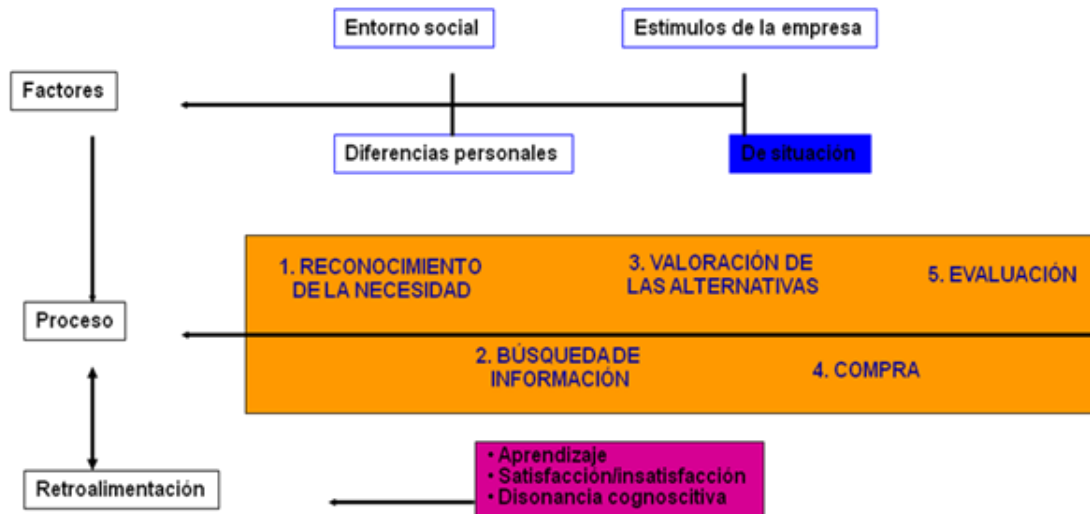 Entorno social
Estímulos de la empresa
Factores
Diferencias personales
De situación
1. RECONOCIMIENTO
DE LA NECESIDAD
3. VALORACIÓN DE
LAS ALTERNATIVAS
5. EVALUACIÓN
Proceso
2. BÚSQUEDA DE
INFORMACIÓN
4. COMPRA
• Aprendizaje
• Satisfacción/insatisfacción
• Disonancia cognoscitiva
Retroalimentación